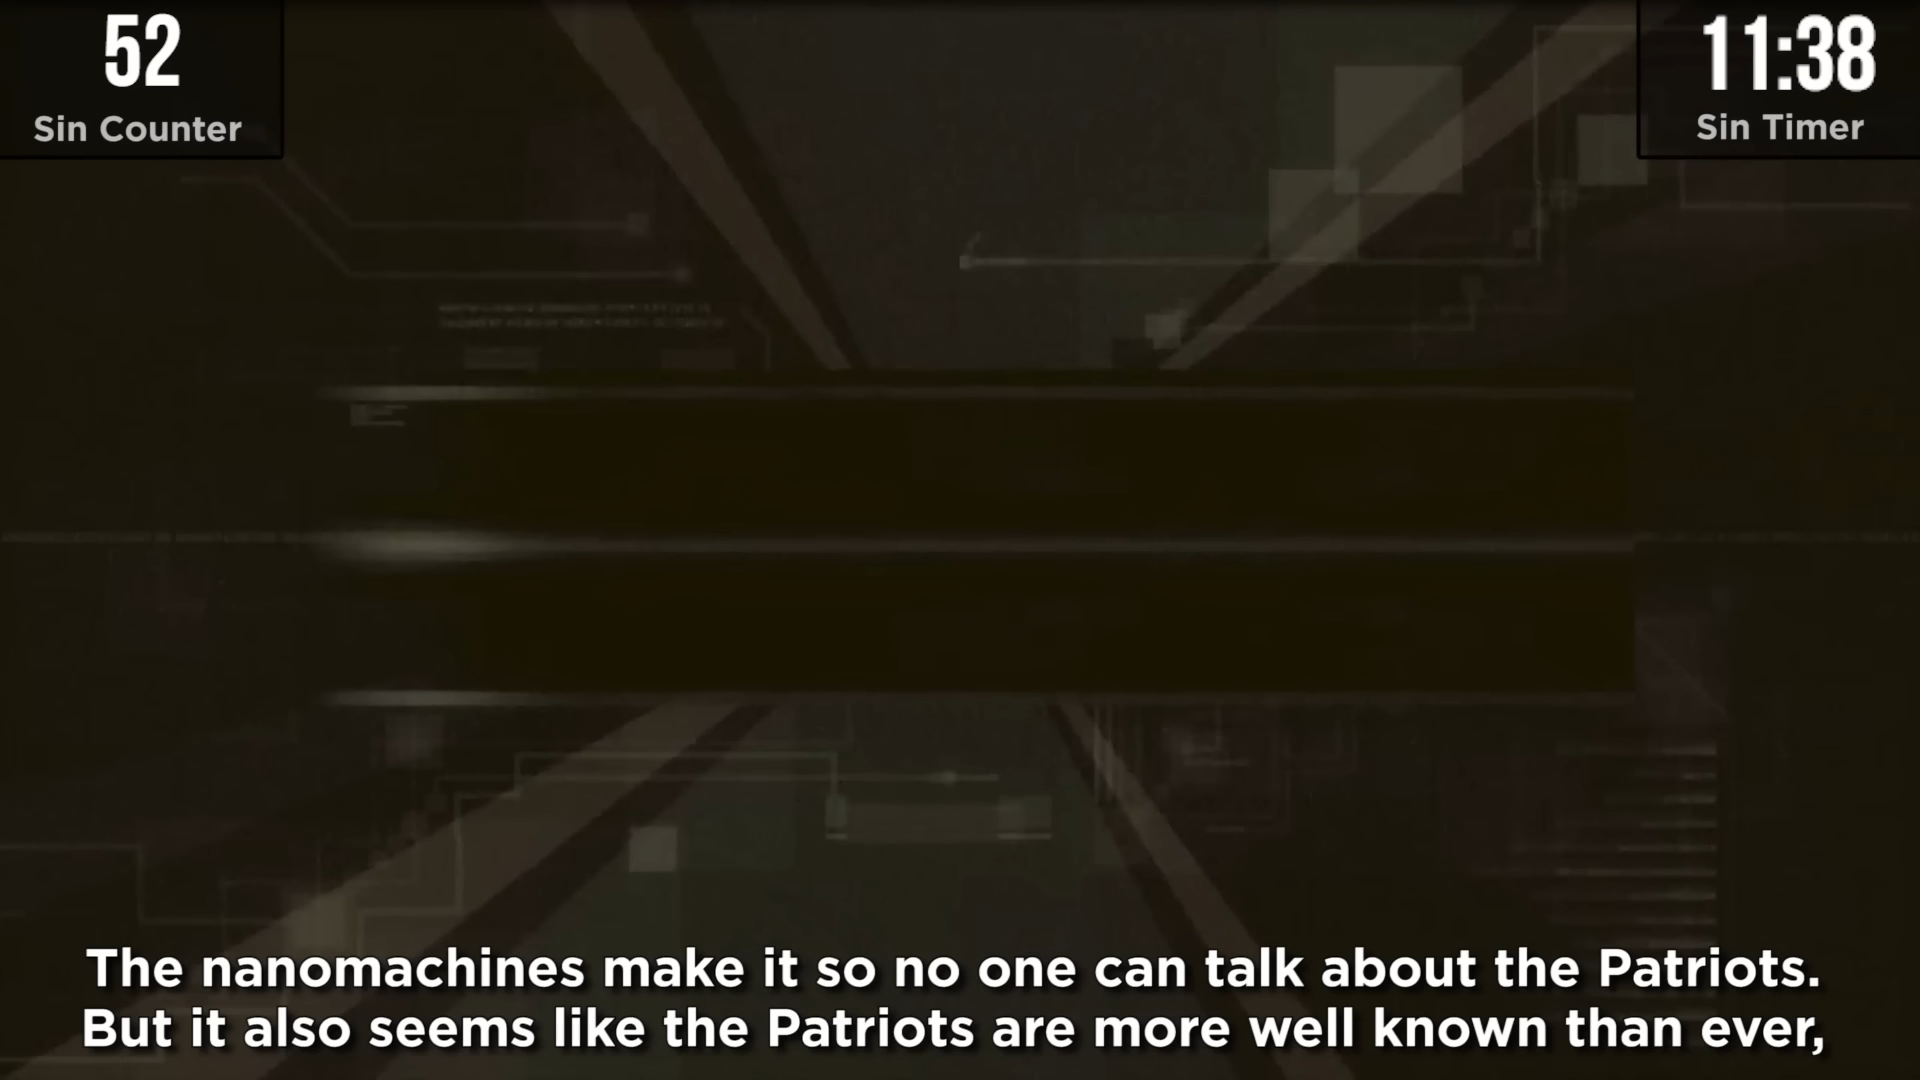 52
Sin Counter
11:38
Sin Timer
The nanomachines make it so no one can talk about the Patriots.
But it also seems like the Patriots are more well known than ever,